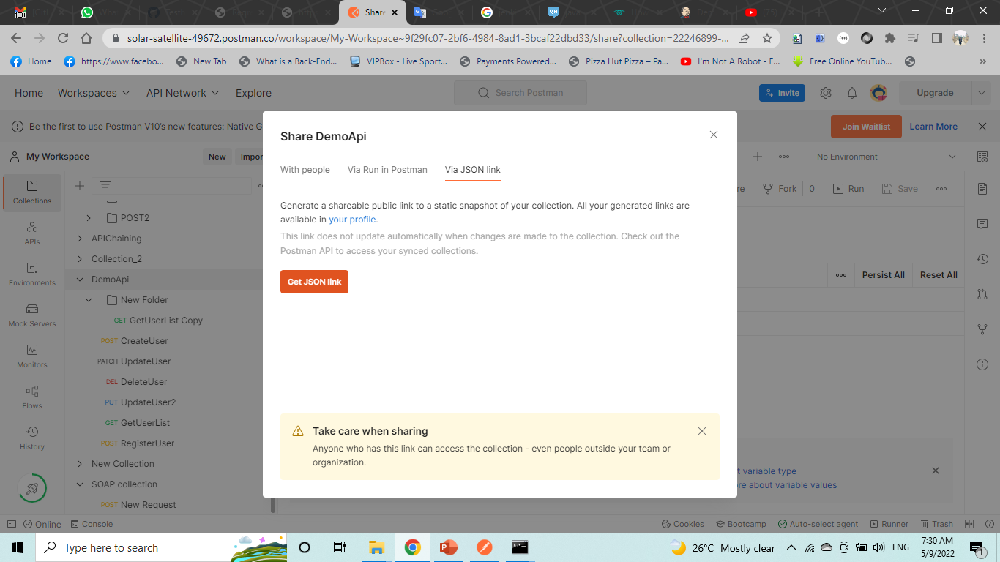 100+
Share
(75)
solar-satellite-49672.postman.co/workspace/My-Workspace~9f29fc07-2bf6-4984-8ad1-3bcaf22dbd33/share?collection=22246899-...
Home
https://www.facebo...
New Tab
What is a Back-End...
VIPBox - Live Sport...
Payments Powered...
Pizza Hut Pizza – Pa...
I'm Not A Robot - E...
Free Online YouTub...
»
Home
Workspaces
API Network
Explore
Search Postman
Invite
Upgrade
Be the first to use Postman V10's new features: Native G
Join Waitlist
Learn More
My Workspace
New
Impor
No Environment
Share DemoApi
With people
Via Run in Postman
Via JSON link
Generate a shareable public link to a static snapshot of your collection. All your generated links are
available in your profile.
This link does not update automatically when changes are made to the collection. Check out the
Postman API to access your synced collections.
Get JSON link
Take care when sharing
Anyone who has this link can access the collection - even people outside your team or
organization.
Collections
APIs
Environments
Mock Servers
Monitors
Flows
History
POST2
APIChaining
Collection_2
DemoApi
New Folder
GET GetUserList Copy
POST CreateUser
PATCH UpdateUser
DEL DeleteUser
PUT UpdateUser2
GET GetUserList
POST RegisterUser
New Collection
SOAP collection
POST New Request
re
Fork
0
Run
Save
Persist All
Reset All
t variable type
ore about variable values
Online
Console
Cookies
Bootcamp
Auto-select agent
Runner
Trash
Type here to search
26°C Mostly clear
ENG
7:30 AM
5/9/2022
1